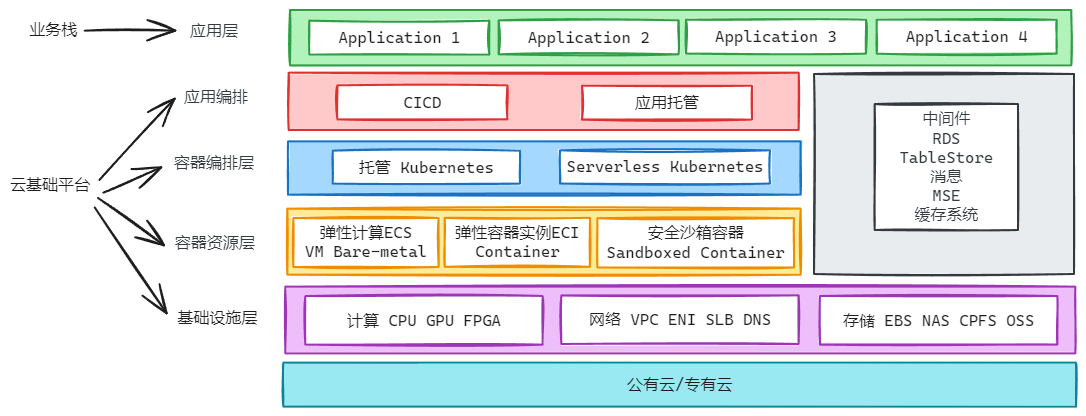 业务栈
应用层
Application 1
Application 2
Application 3
Application 4
云基础平台
应用编排
CICD
应用托管
容器编排层
托管 Kubernetes
Serverless Kubernetes
容器资源层
弹性计算ECS
VM Bare-metal
弹性容器实例ECI
Container
安全沙箱容器
Sandboxed Container
中间件
RDS
TableStore
消息
MSE
缓存系统
基础设施层
计算 CPU GPU FPGA
网络 VPC ENI SLB DNS
存储 EBS NAS CPFS OSS
公有云/专有云